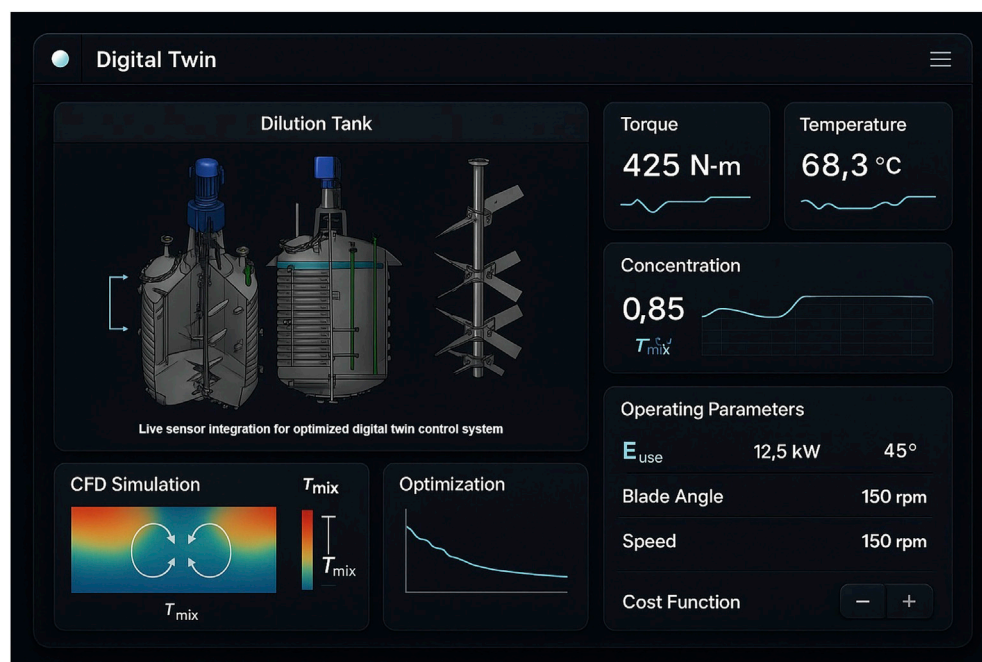 Digital Twin
Dilution Tank
Live sensor integration for optimized digital twin control system
Torque
425 N-m
Temperature
68,3 °C
Concentration
0,85
T mix
Operating Parameters
E use 12,5 kW 45°
Blade Angle 150 rpm
Speed 150 rpm
Cost Function − +
CFD Simulation
T mix
T mix
T mix
Optimization